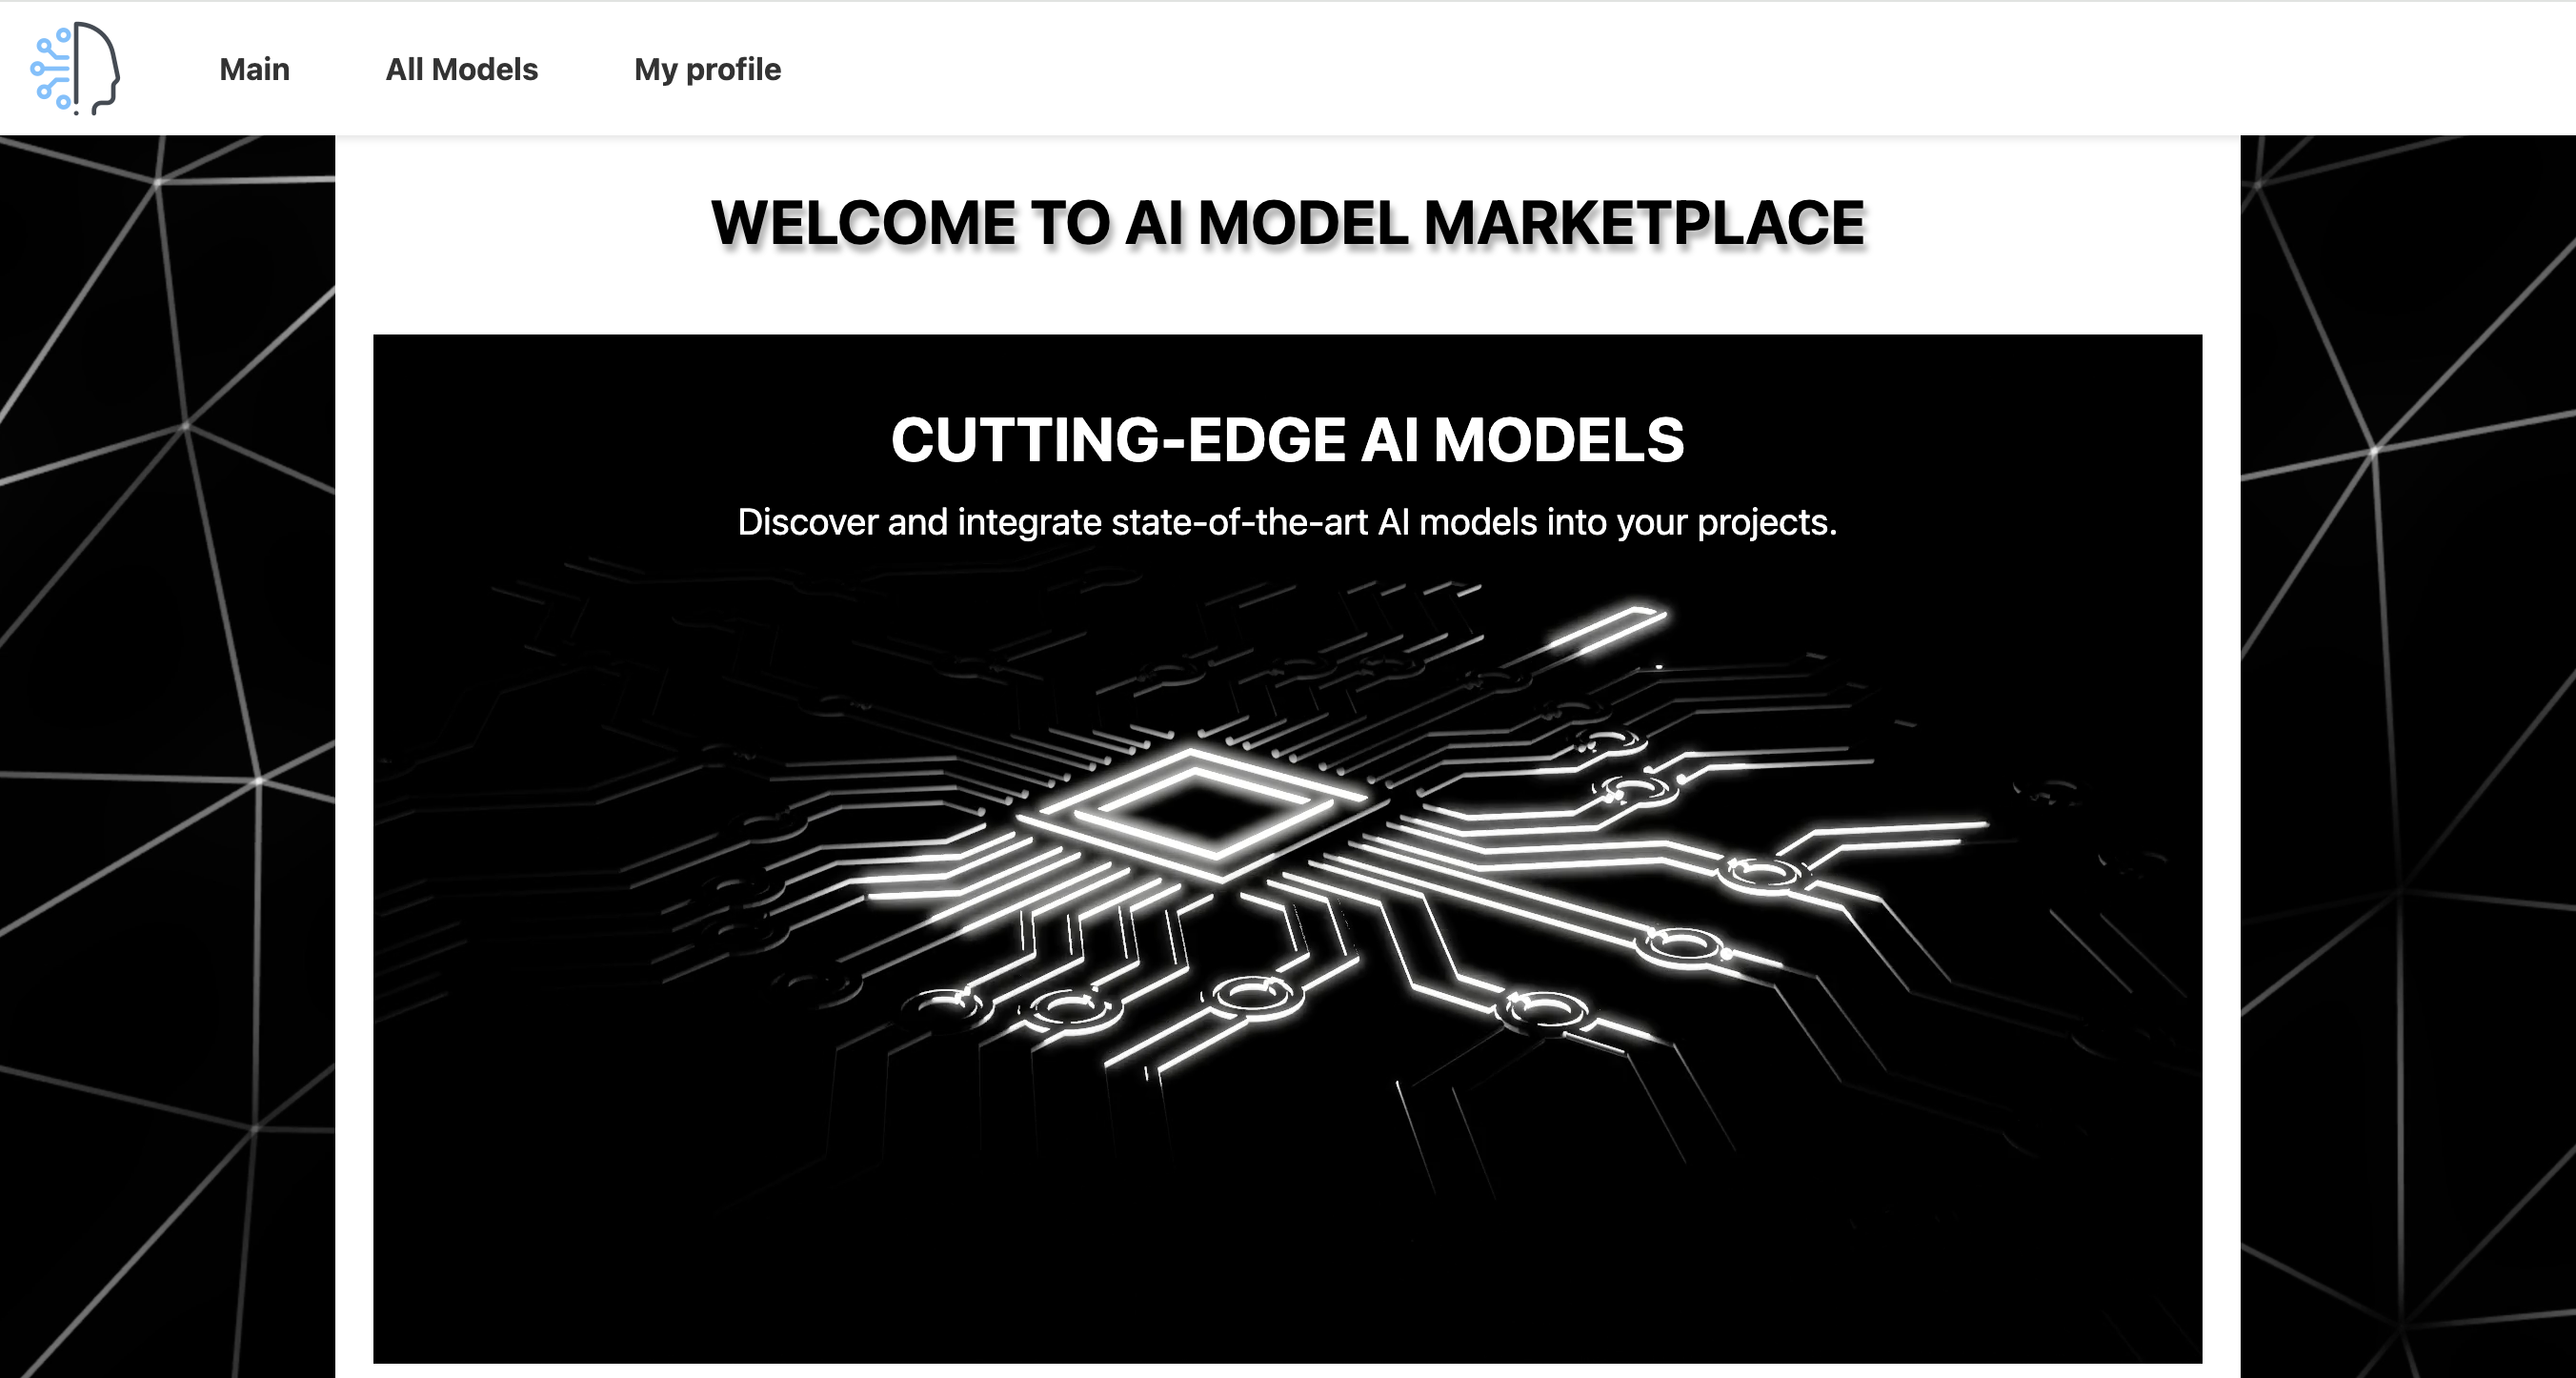 Main All Models My profile
WELCOME TO AI MODEL MARKETPLACE
CUTTING-EDGE AI MODELS
Discover and integrate state-of-the-art AI models into your projects.